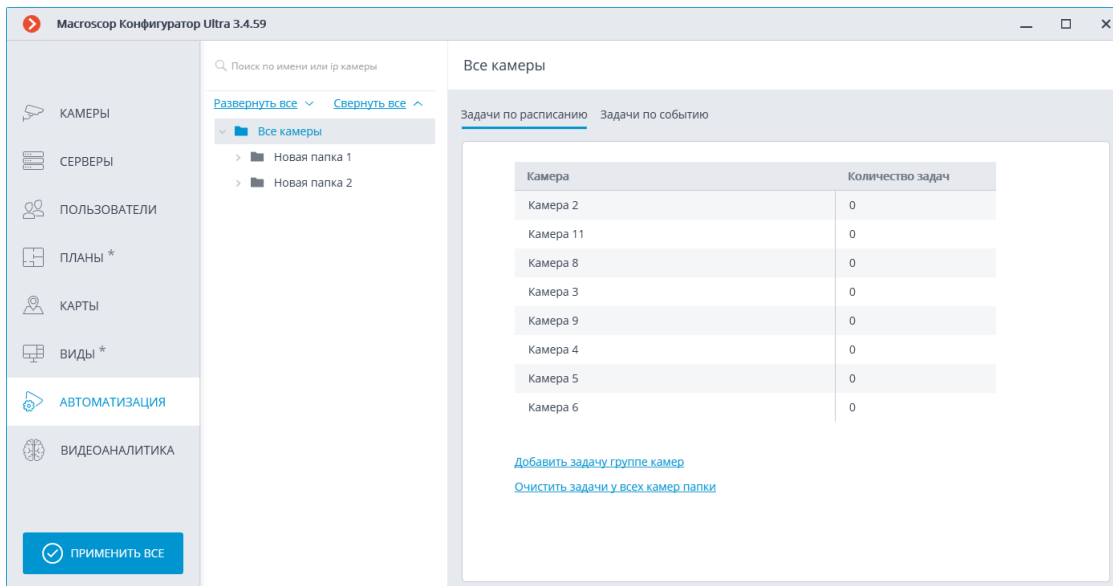 Macroscop Конфигуратор Ultra 3.4.59
КАМЕРЫ
СЕРВЕРЫ
ПОЛЬЗОВАТЕЛИ
ПЛАНЫ *
КАРТЫ
ВИДЫ *
АВТОМАТИЗАЦИЯ
ВИДЕОАНАЛИТИКА
ПРИМЕНИТЬ ВСЕ
Поиск по имени или ip камеры
Развернуть все Свернуть все
Все камеры
Новая папка 1
Новая папка 2
Все камеры
Задачи по расписанию Задачи по событию
Камера Количество задач
Камера 2 0
Камера 11 0
Камера 8 0
Камера 3 0
Камера 9 0
Камера 4 0
Камера 5 0
Камера 6 0
Добавить задачу группе камер
Очистить задачи у всех камер папки